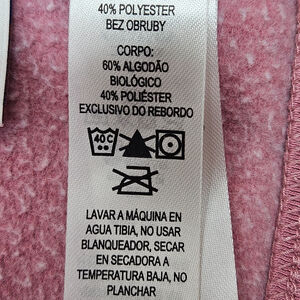 40% POLYESTER
BEZ OBRUBY
CORPO:
60% ALGODÃO
BIOLÓGICO
40% POLIÉSTER
EXCLUSIVO DO REBORDO
40 C
LAVAR A MÁQUINA EN
AGUA TIBIA, NO USAR
BLANQUEADOR, SECAR
EN SECADORA A
TEMPERATURA BAJA, NO
PLANCHAR